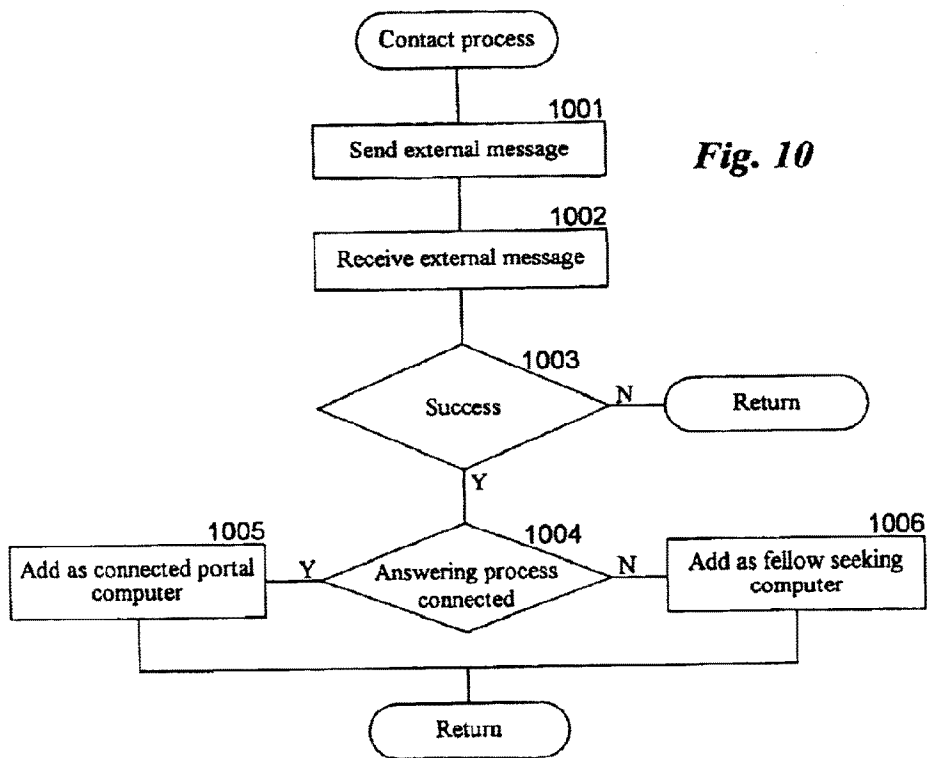 Contact process
1001
Send external message
Fig. 10
1002
Receive external message
1003
Success
N
Return
Y
1004
1005
1006
Add as connected portal
computer
Y
Answering process
connected
N
Add as fellow seeking
computer
Return